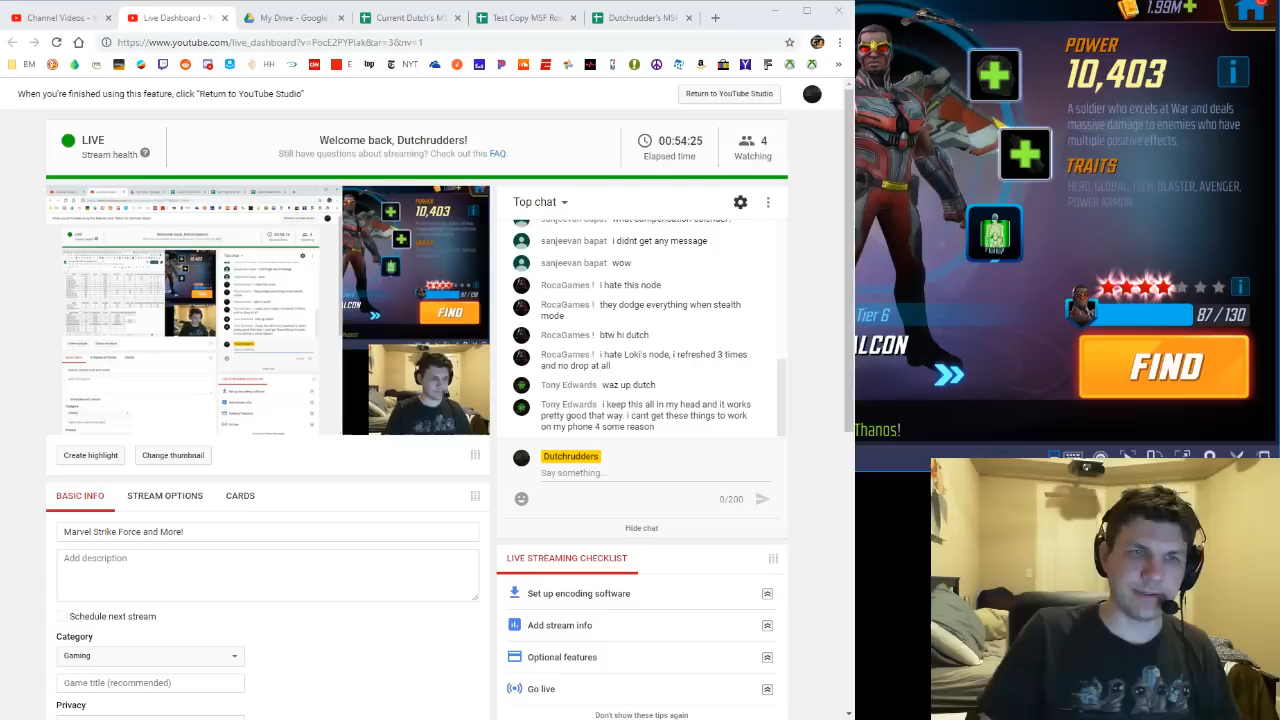 Channel Videos -
Live Dashboard -
My Drive - Google
Current Dutch's MS
Test Copy MSF Ro
Dutchrudder's MSF
https://www.youtube.com/live_dashboard?v=PocE2PYPIak&tar=3&nv=1
BM
HH
CNN
E
top
NYT
When you're finished using this feature, click "Return to YouTube Studio"
Return to YouTube Studio
LIVE
Stream health
Welcome back, Dutchrudders!
Still have questions about streaming? Check out this FAQ.
00:54:25
Elapsed time
4
Watching
Top chat
sanjeevan bapat i didnt get any message
sanjeevan bapat wow
RocaGames ! i hate this node
RocaGames ! they dodge everything when stealth
mode
RocaGames ! btw hi dutch
RocaGames ! i hate Loki's node, i refreshed 3 times
and no drop at all
Tony Edwards waz up dutch
Tony Edwards i keep this all in my head and it works
pretty good that way. i cant get these things to work
on my phone 4 some reason
Dutchrudders
Say something...
0/200
Hide chat
Create highlight
Change thumbnail
BASIC INFO
STREAM OPTIONS
CARDS
Marvel Strike Force and More!
Add description
Schedule next stream
Category
Gaming
Game title (recommended)
Privacy
LIVE STREAMING CHECKLIST
Set up encoding software
Add stream info
Optional features
Go live
Don't show these tips again
1.99M
POWER
10,403
A soldier who excels at War and deals
massive damage to enemies who have
multiple positive effects.
TRAITS
HERO, GLOBAL, TECH, BLASTER, AVENGER,
POWER ARMOR
Tier 6
ALCON
87 / 130
FIND
Thanos!